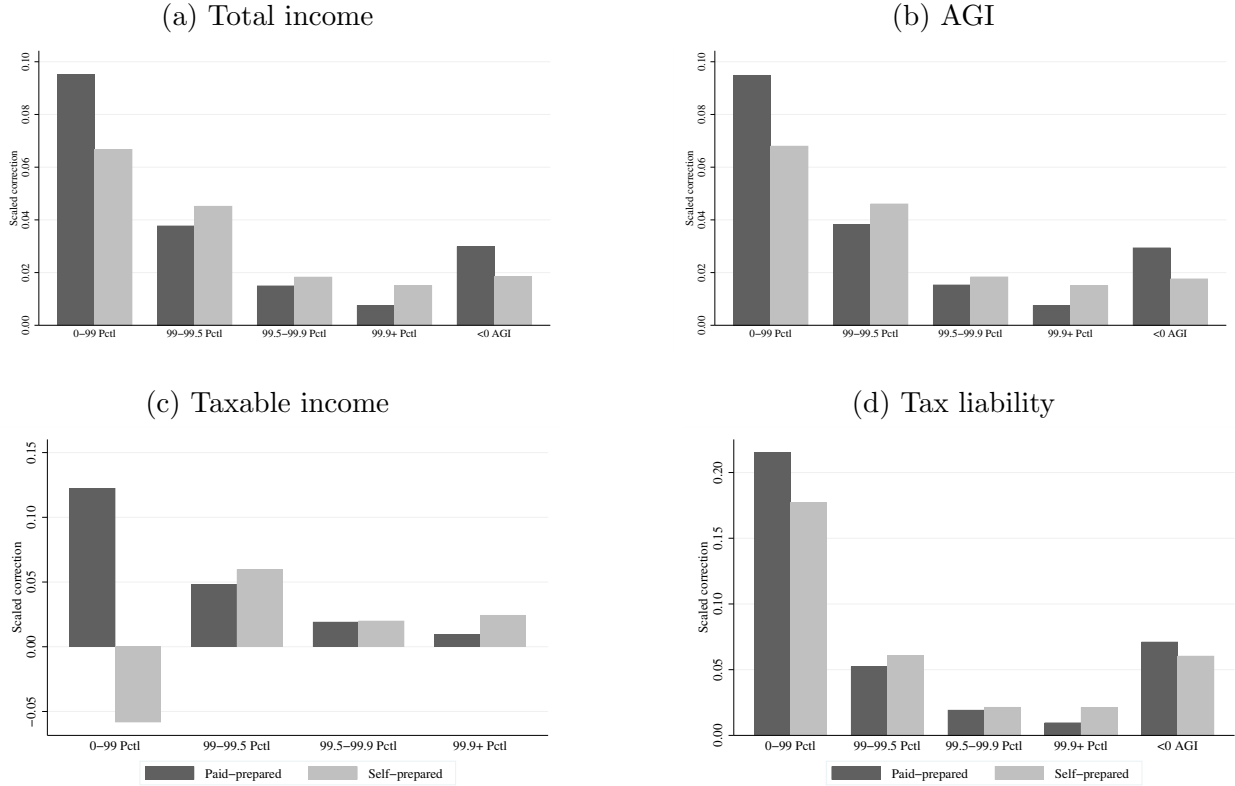 (a) Total income
0.10
0.08
0.06
0.04
0.02
0.00
Scaled correction
0−99 Pctl
99−99.5 Pctl
99.5−99.9 Pctl
99.9+ Pctl
<0 AGI
(b) AGI
0.10
0.08
0.06
0.04
0.02
0.00
Scaled correction
0−99 Pctl
99−99.5 Pctl
99.5−99.9 Pctl
99.9+ Pctl
<0 AGI
(c) Taxable income
0.15
0.10
0.05
0.00
−0.05
Scaled correction
0−99 Pctl
99−99.5 Pctl
99.5−99.9 Pctl
99.9+ Pctl
Paid−prepared
Self−prepared
(d) Tax liability
0.20
0.15
0.10
0.05
0.00
Scaled correction
0−99 Pctl
99−99.5 Pctl
99.5−99.9 Pctl
99.9+ Pctl
<0 AGI
Paid−prepared
Self−prepared